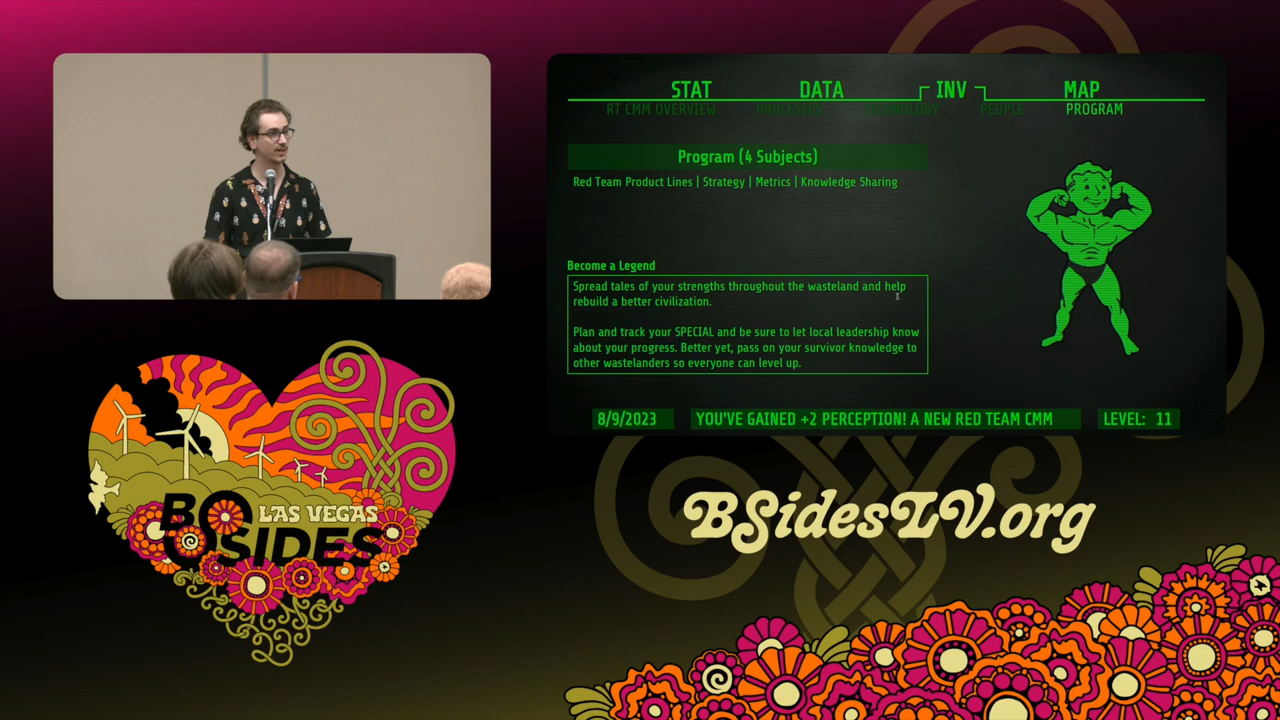 STAT DATA INV MAP
RT CMM OVERVIEW PROCESSES TECHNOLOGY PEOPLE PROGRAM
Program (4 Subjects)
Red Team Product Lines | Strategy | Metrics | Knowledge Sharing
Become a Legend
Spread tales of your strengths throughout the wasteland and help
rebuild a better civilization.
Plan and track your SPECIAL and be sure to let local leadership know
about your progress. Better yet, pass on your survivor knowledge to
other wastelanders so everyone can level up.
8/9/2023 YOU'VE GAINED +2 PERCEPTION! A NEW RED TEAM CMM LEVEL: 11
LAS VEGAS
BSIDES
23
BSidesLV.org